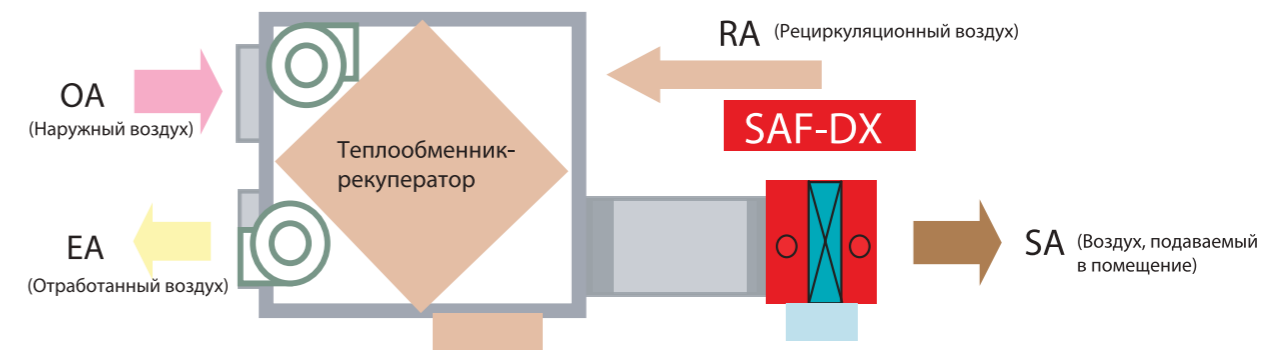 RA (Рециркуляционный воздух)
OA
(Наружный воздух)
SAF-DX
Теплообменник-
рекуператор
EA
(Отработанный воздух)
SA (Воздух, подаваемый
в помещение)